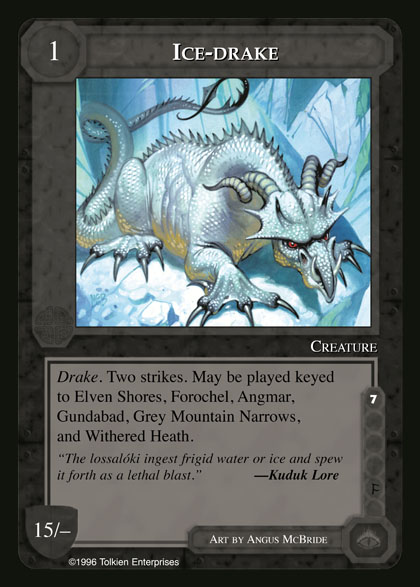 1
ICE-DRAKE
CREATURE
Drake. Two strikes. May be played keyed
to Elven Shores, Forochel, Angmar,
Gundabad, Grey Mountain Narrows,
and Withered Heath.
“The lossalóki ingest frigid water or ice and spew
it forth as a lethal blast.” —Kuduk Lore
7
15/–
ART BY ANGUS MCBRIDE
©1996 Tolkien Enterprises